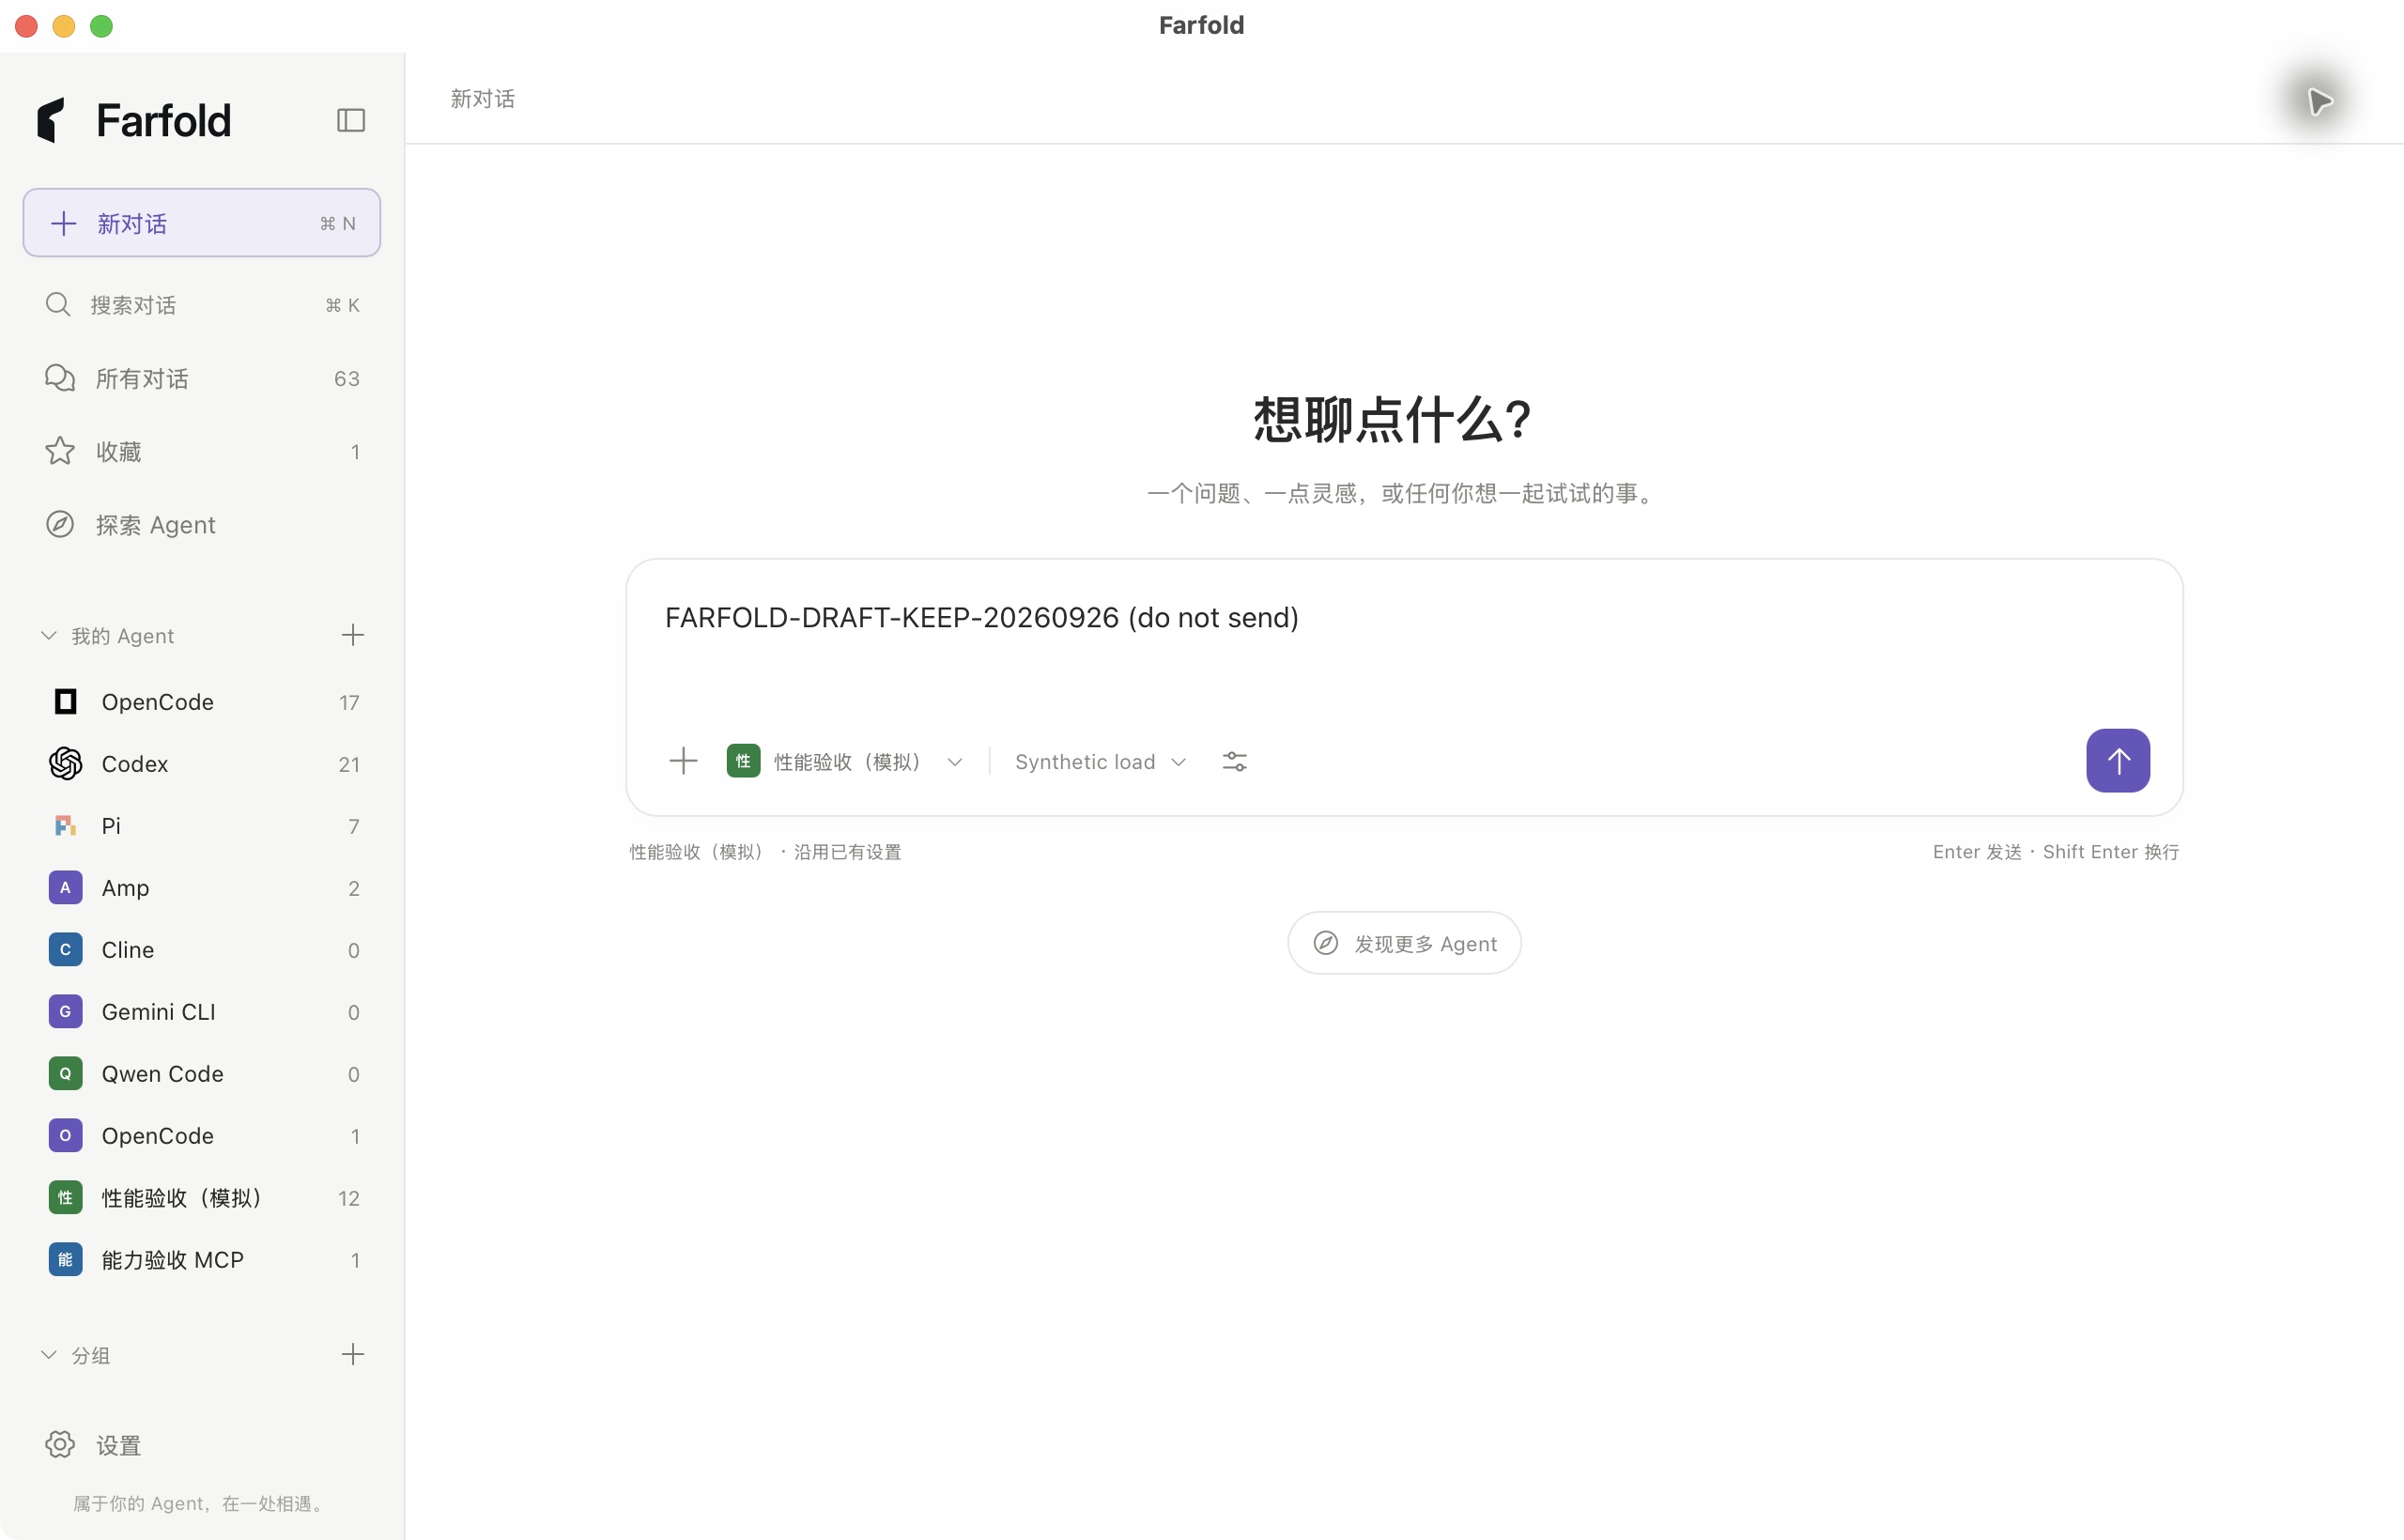 Farfold
Farfold
新对话 ⌘ N
搜索对话 ⌘ K
所有对话 63
收藏 1
探索 Agent
我的 Agent
OpenCode 17
Codex 21
Pi 7
A Amp 2
C Cline 0
G Gemini CLI 0
Q Qwen Code 0
O OpenCode 1
性 性能验收（模拟） 12
能 能力验收 MCP 1
分组
设置
属于你的 Agent，在一处相遇。
新对话
想聊点什么?
一个问题、一点灵感，或任何你想一起试试的事。
FARFOLD-DRAFT-KEEP-20260926 (do not send)
性 性能验收（模拟） Synthetic load
性能验收（模拟） · 沿用已有设置
Enter 发送 · Shift Enter 换行
发现更多 Agent